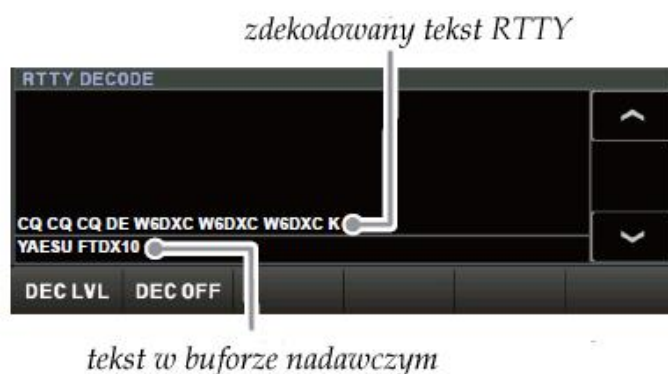 zdekodowany tekst RTTY
RTTY DECODE
CQ CQ CQ DE W6DXC W6DXC W6DXC K
YAESU FTDX10
DEC LVL DEC OFF
tekst w buforze nadawczym